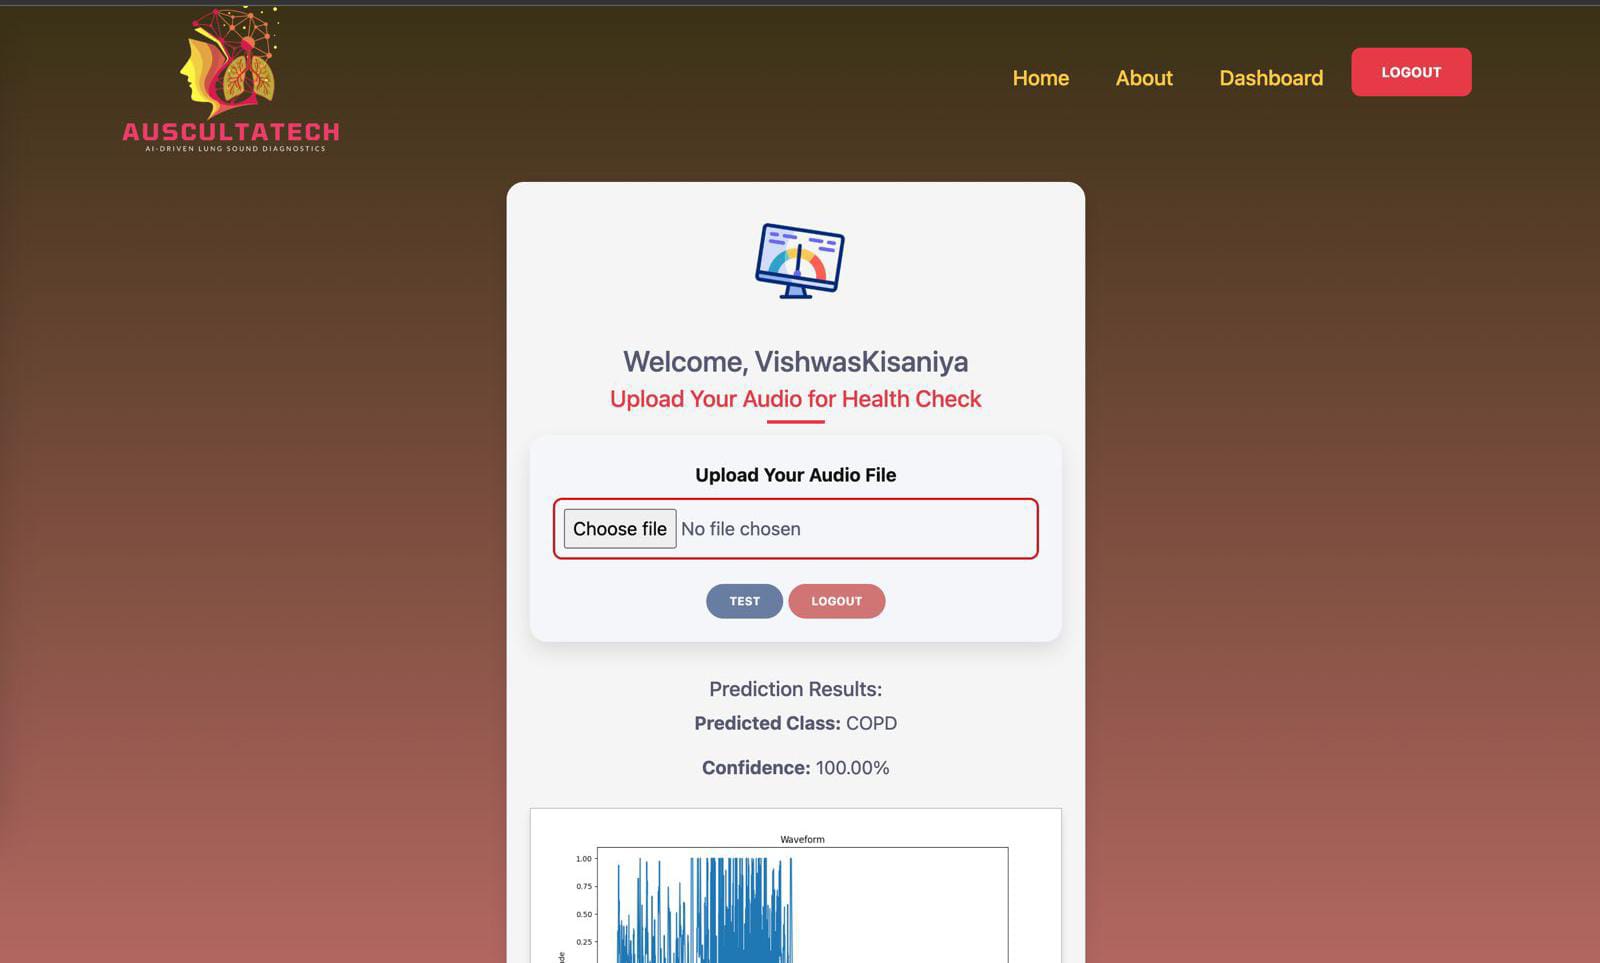 AUSCULTATECH
AI-DRIVEN LUNG SOUND DIAGNOSTICS
Home About Dashboard LOGOUT
Welcome, VishwasKisaniya
Upload Your Audio for Health Check
Upload Your Audio File
Choose file No file chosen
TEST LOGOUT
Prediction Results:
Predicted Class: COPD
Confidence: 100.00%
Waveform
1.00
0.75
0.50
0.25